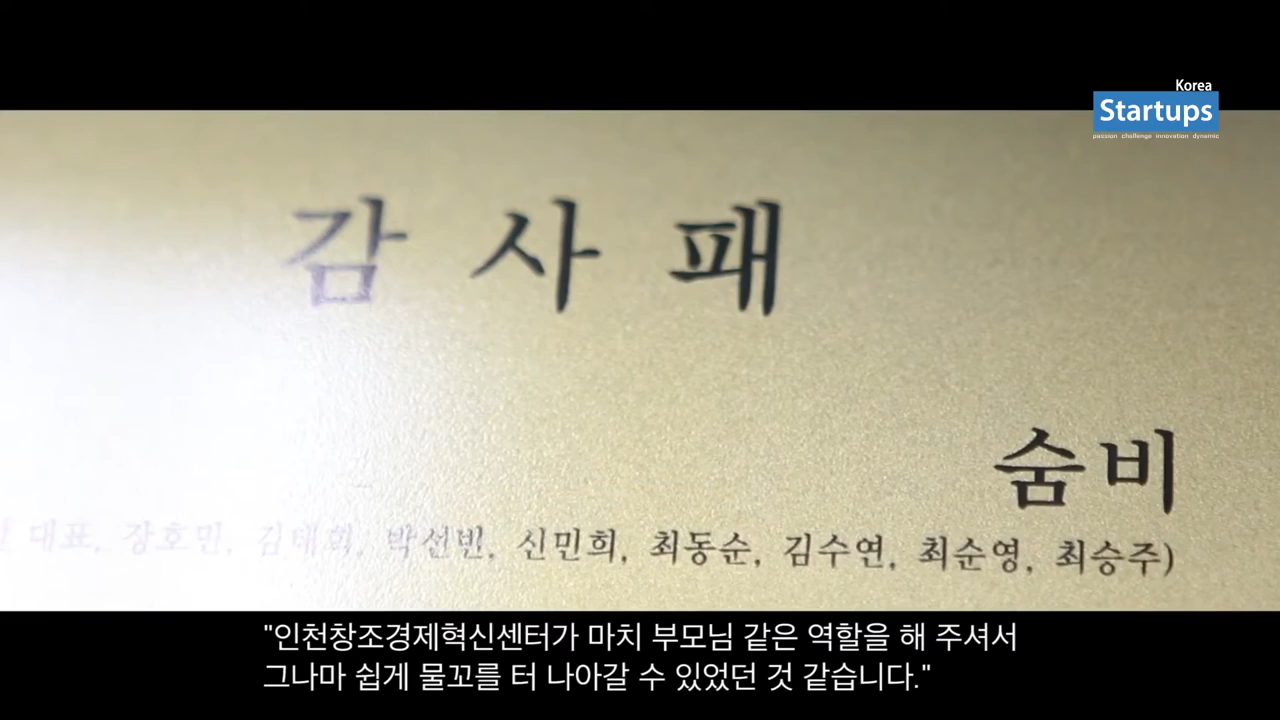 Korea
Startups
passion challenge innovation dynamic
감 사 패
숨비
대표, 강호민, 김태희, 박선빈, 신민희, 최동순, 김수연, 최순영, 최승주)
"인천창조경제혁신센터가 마치 부모님 같은 역할을 해 주셔서
그나마 쉽게 물꼬를 터 나아갈 수 있었던 것 같습니다."